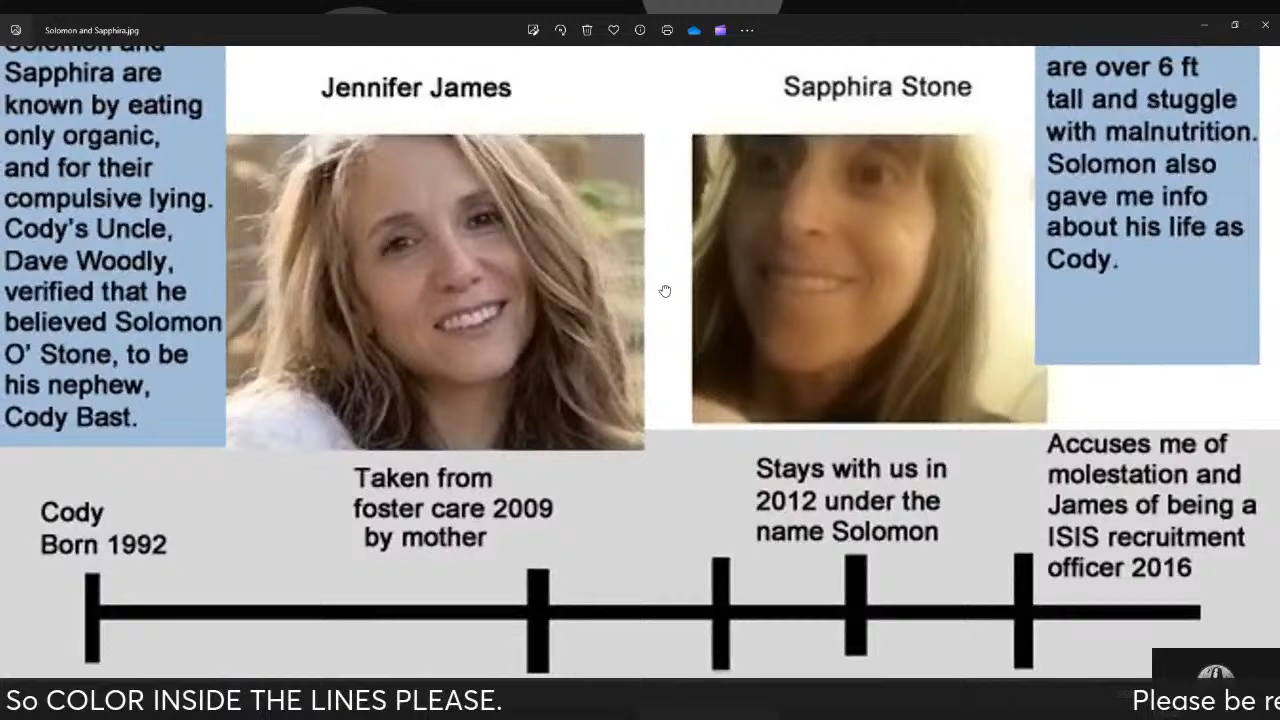 Solomon and Sapphira.jpg
Solomon and
Sapphira are
known by eating
only organic,
and for their
compulsive lying.
Cody's Uncle,
Dave Woodly,
verified that he
believed Solomon
O' Stone, to be
his nephew,
Cody Bast.
Jennifer James
Sapphira Stone
are over 6 ft
tall and stuggle
with malnutrition.
Solomon also
gave me info
about his life as
Cody.
Cody
Born 1992
Taken from
foster care 2009
by mother
Stays with us in
2012 under the
name Solomon
Accuses me of
molestation and
James of being a
ISIS recruitment
officer 2016
So COLOR INSIDE THE LINES PLEASE.
Please be